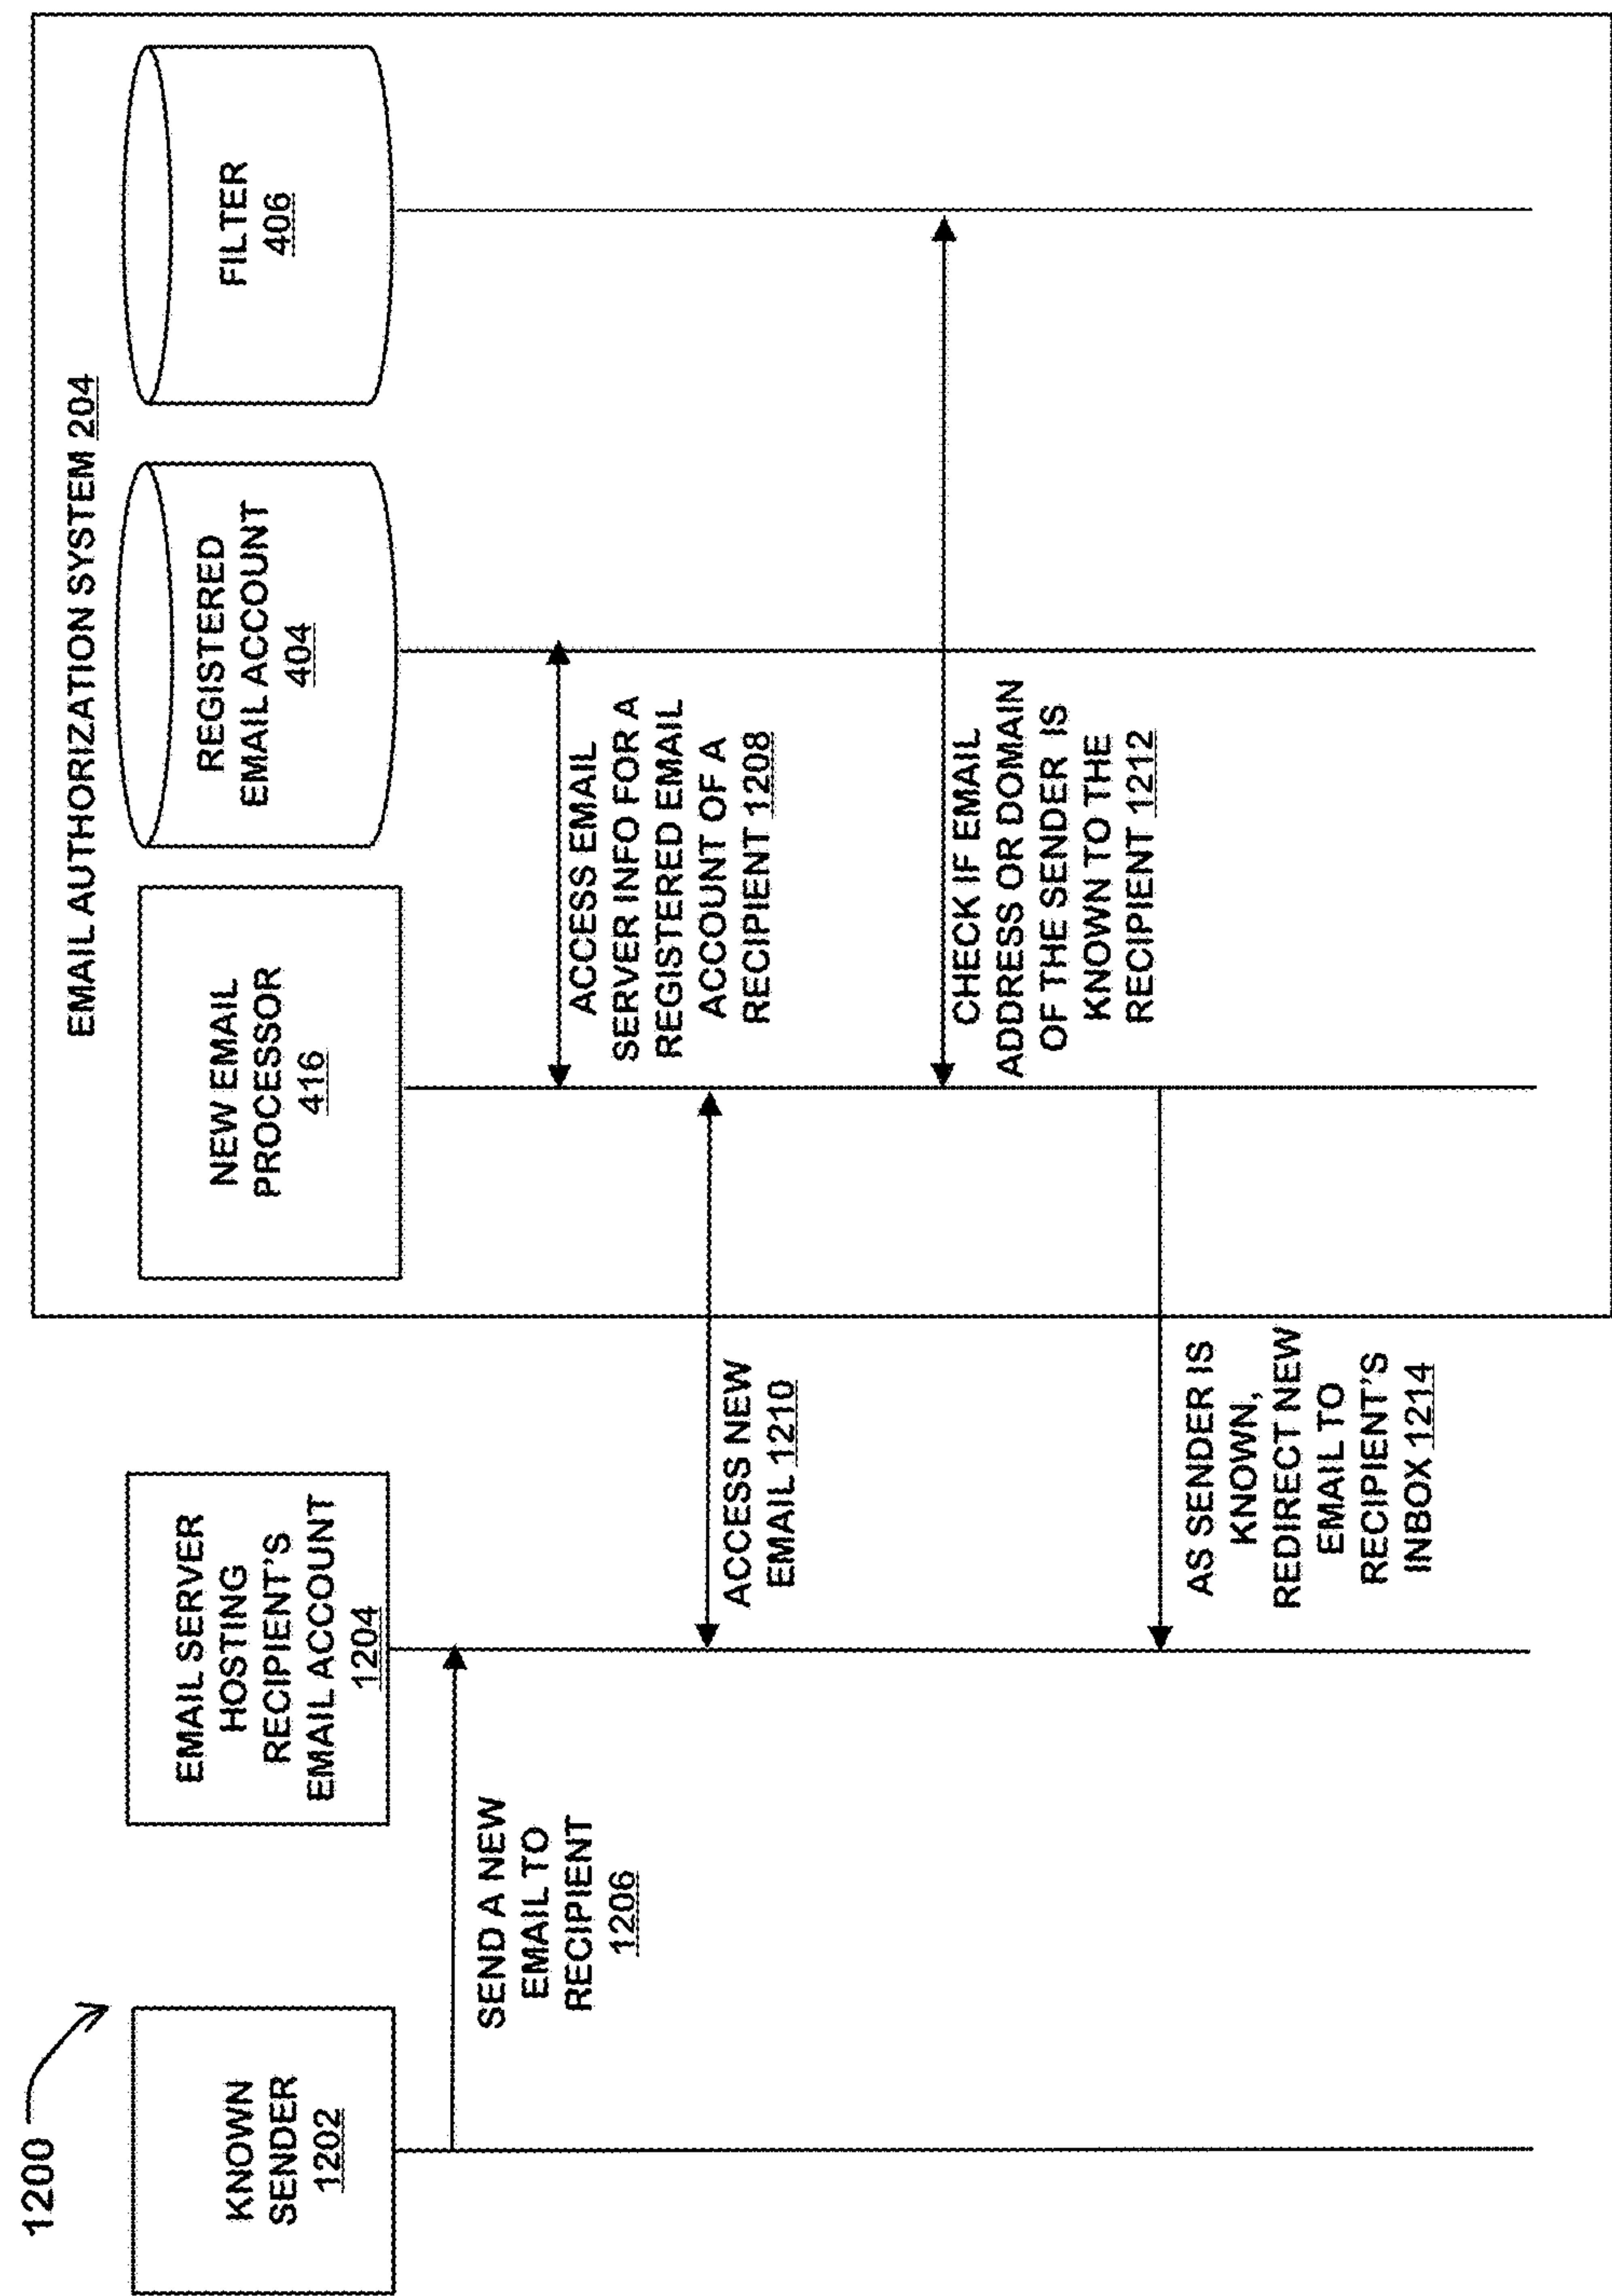 1200
EMAIL AUTHORIZATION SYSTEM 204
KNOWN
SENDER
1202
EMAIL SERVER
HOSTING
RECIPIENT'S
EMAIL ACCOUNT
1204
NEW EMAIL
PROCESSOR
416
REGISTERED
EMAIL ACCOUNT
404
FILTER
406
SEND A NEW
EMAIL TO
RECIPIENT
1206
ACCESS EMAIL
SERVER INFO FOR A
REGISTERED EMAIL
ACCOUNT OF A
RECIPIENT 1208
ACCESS NEW
EMAIL 1210
CHECK IF EMAIL
ADDRESS OR DOMAIN
OF THE SENDER IS
KNOWN TO THE
RECIPIENT 1212
AS SENDER IS
KNOWN,
REDIRECT NEW
EMAIL TO
RECIPIENT'S
INBOX 1214